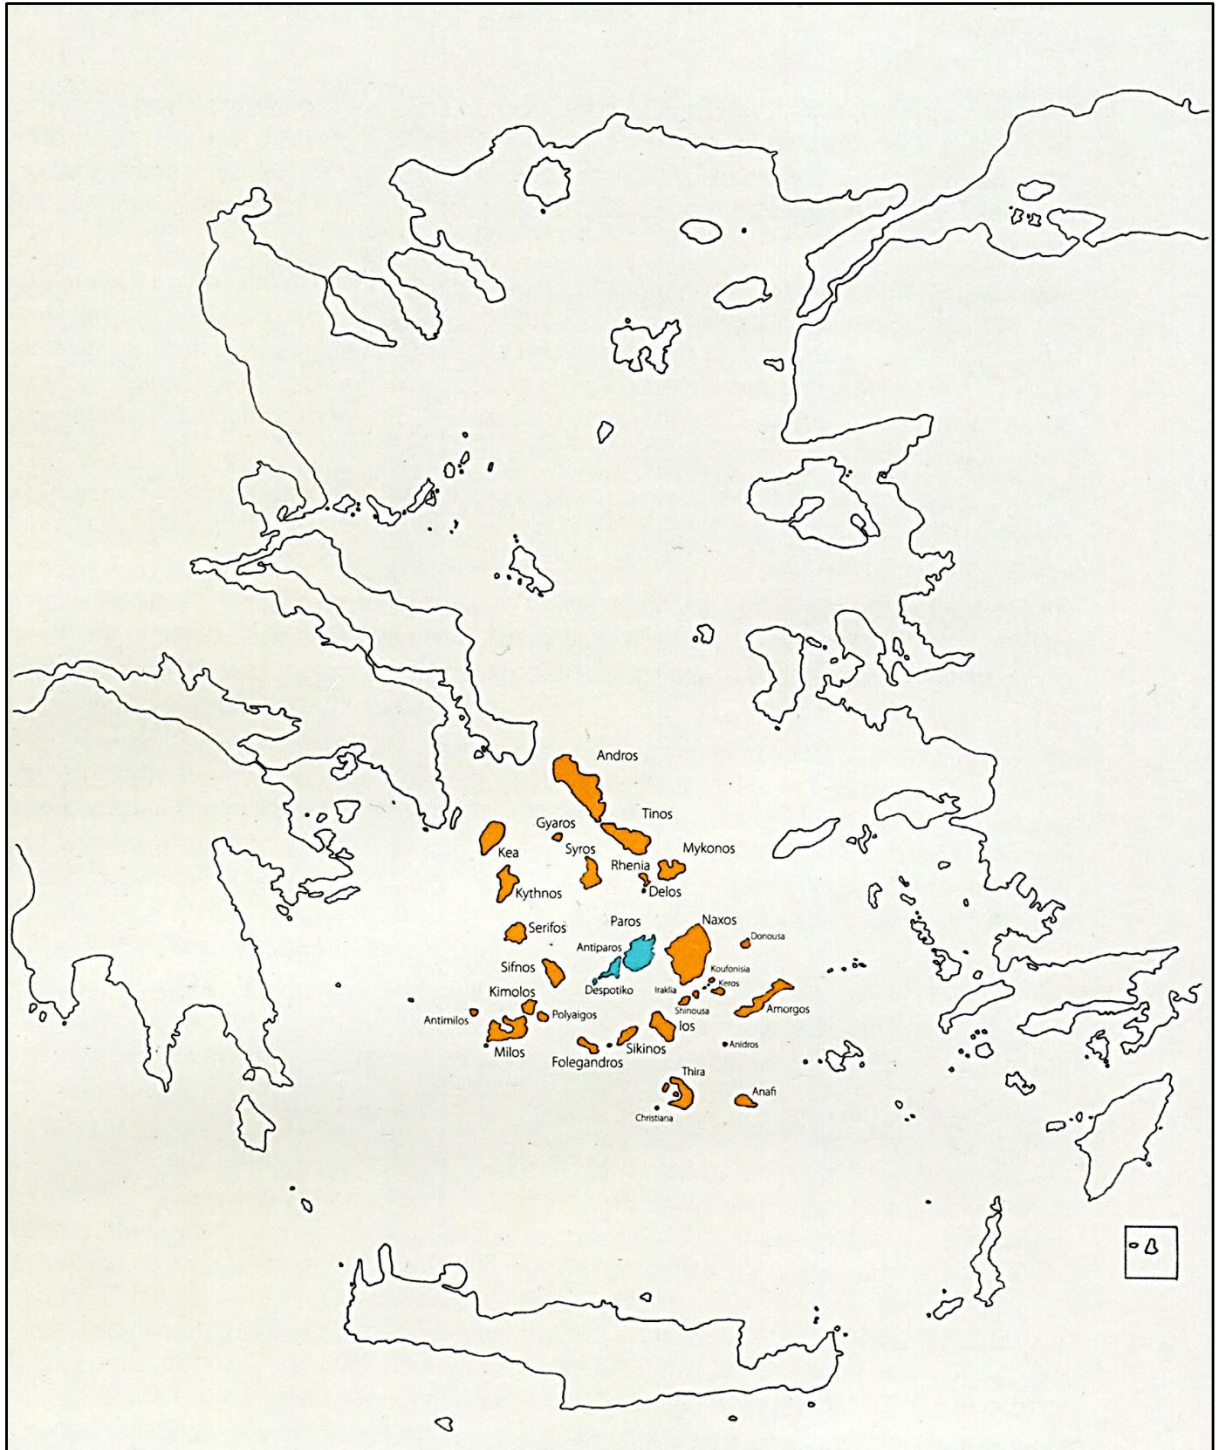 Andros
Tinos
Gyaros
Syros
Mykonos
Rhenia
Kea
Delos
Kythnos
Paros
Naxos
Serifos
Donousa
Antiparos
Sifnos
Koufonisia
Despotiko
Iraklia
Keros
Kimolos
Shinousa
Amorgos
Polyaigos
Antimilos
Ios
Anidros
Sikinos
Milos
Folegandros
Thira
Anafi
Christiana